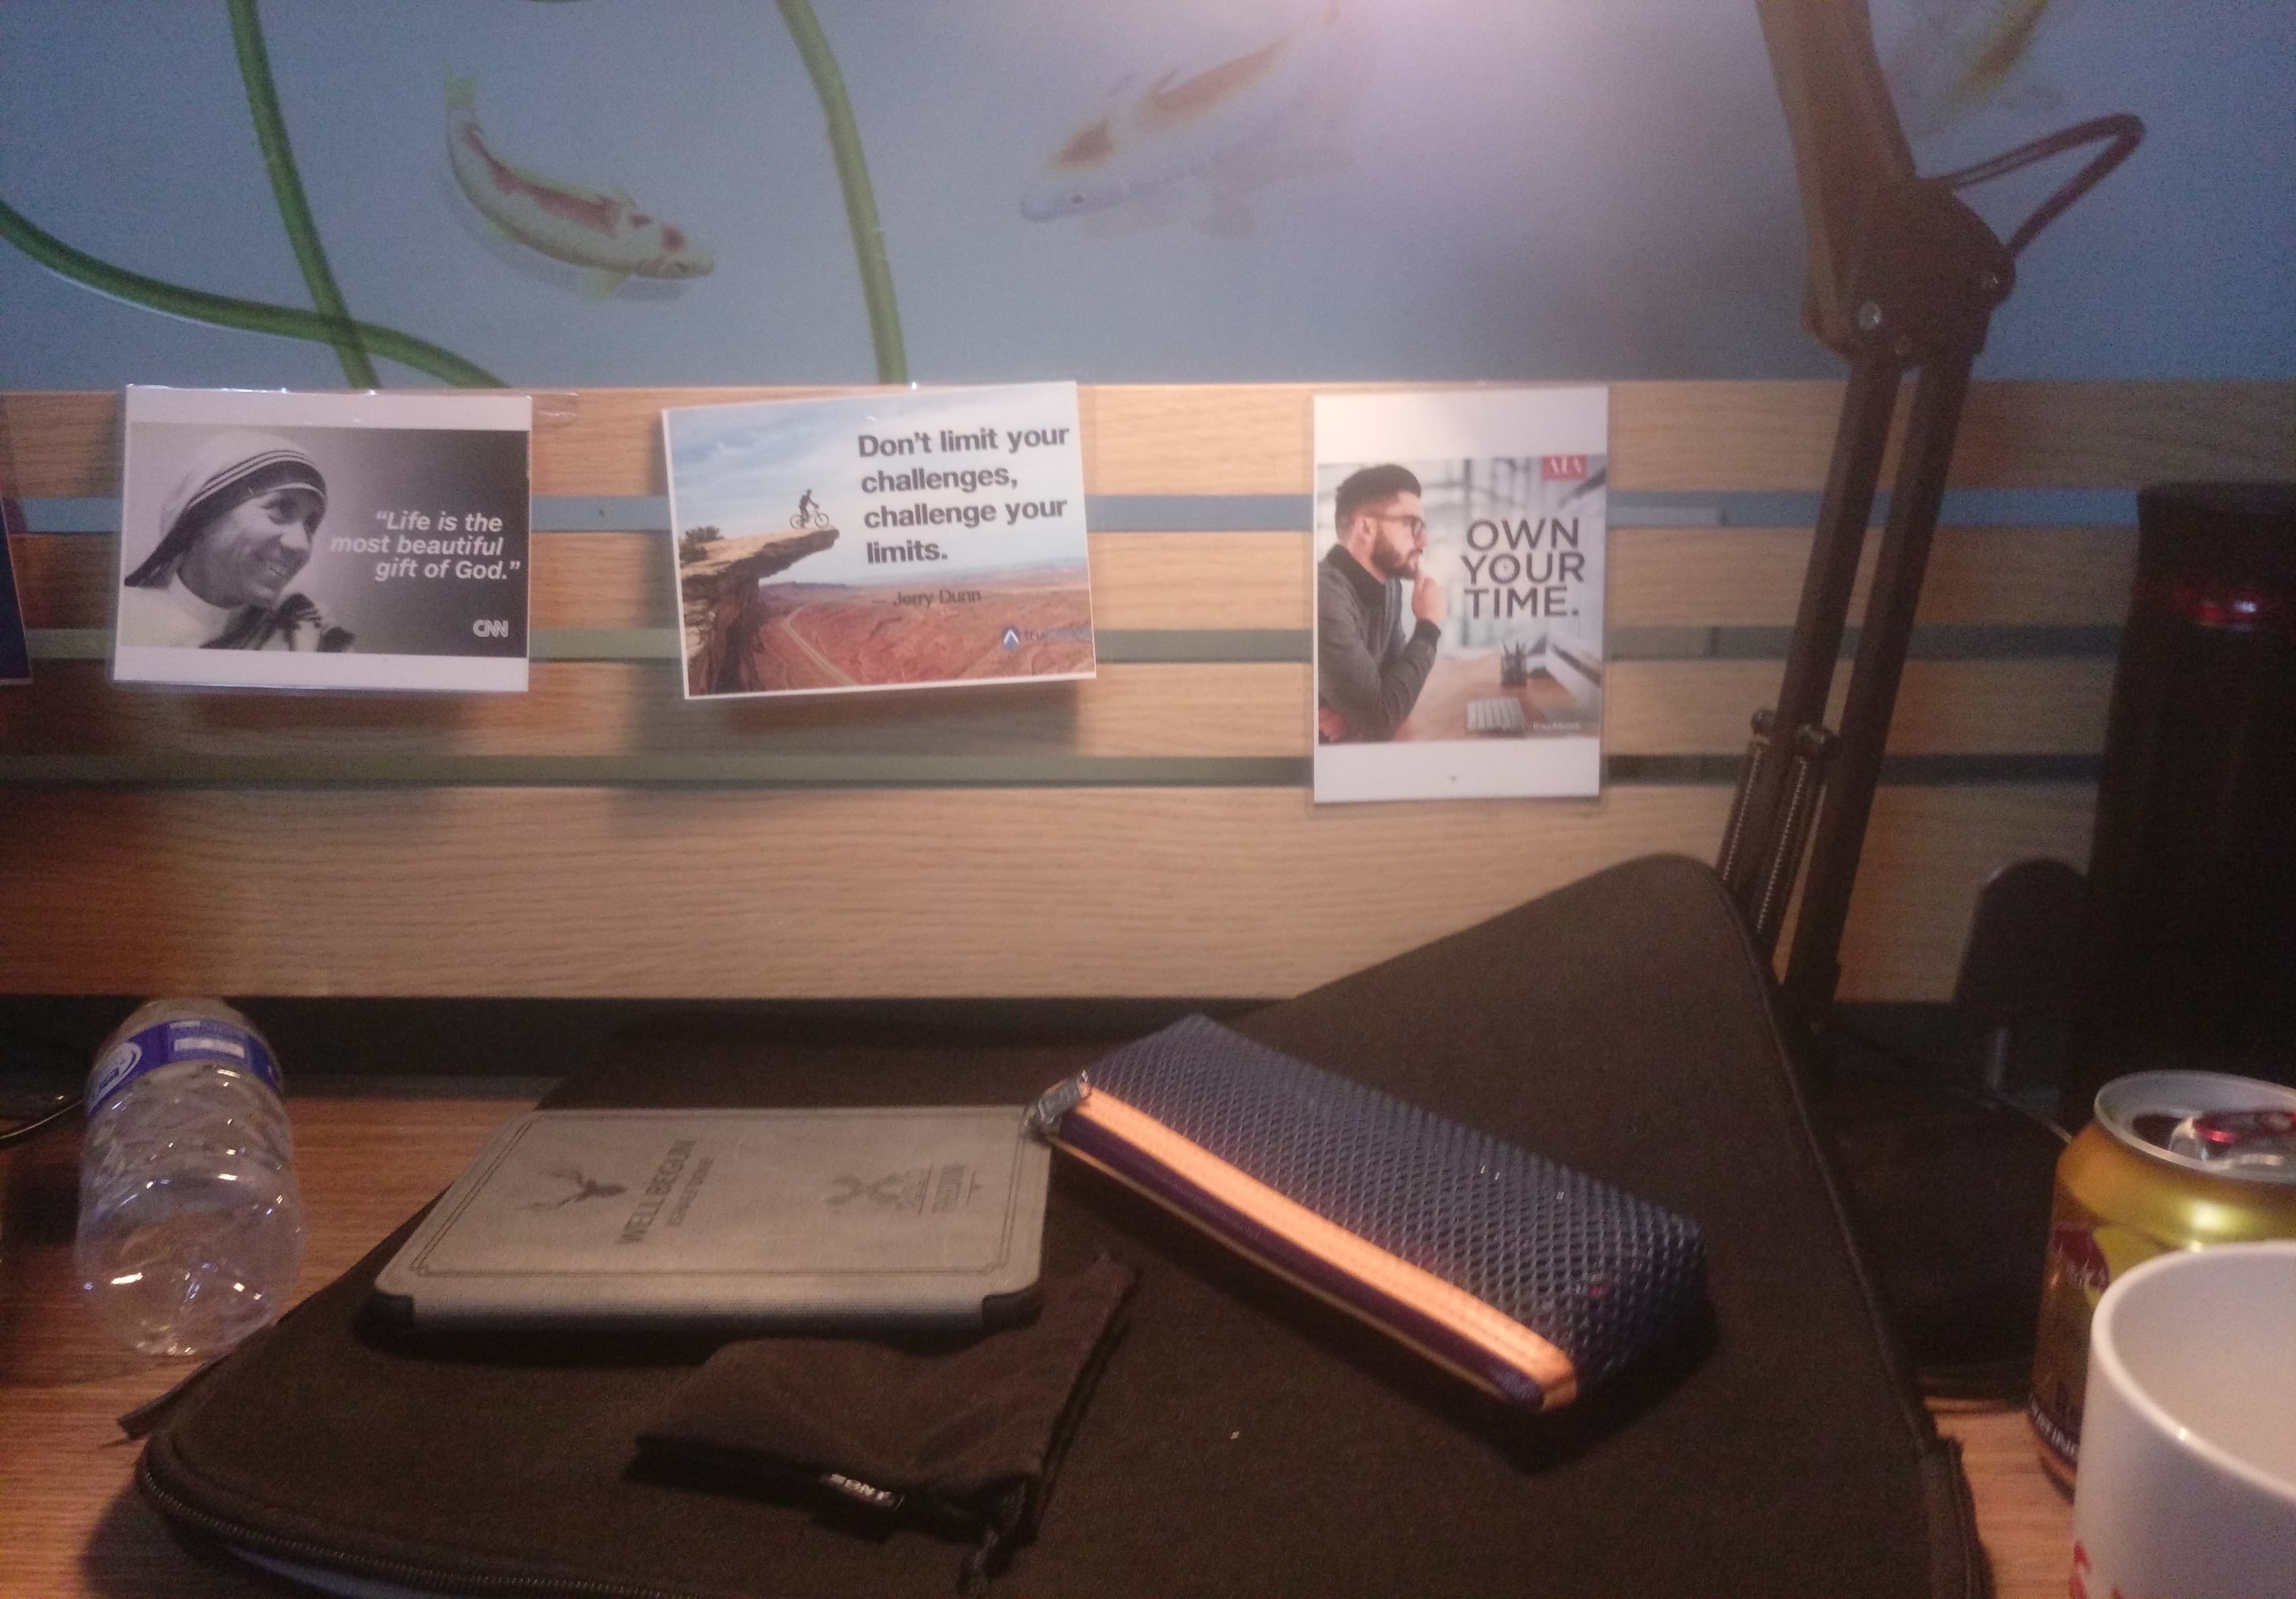 “Life is the
most beautiful
gift of God.”
CNN
Don't limit your
challenges,
challenge your
limits.
— Jerry Dunn
OWN
YOUR
TIME.
WELL BEGUN
SONY